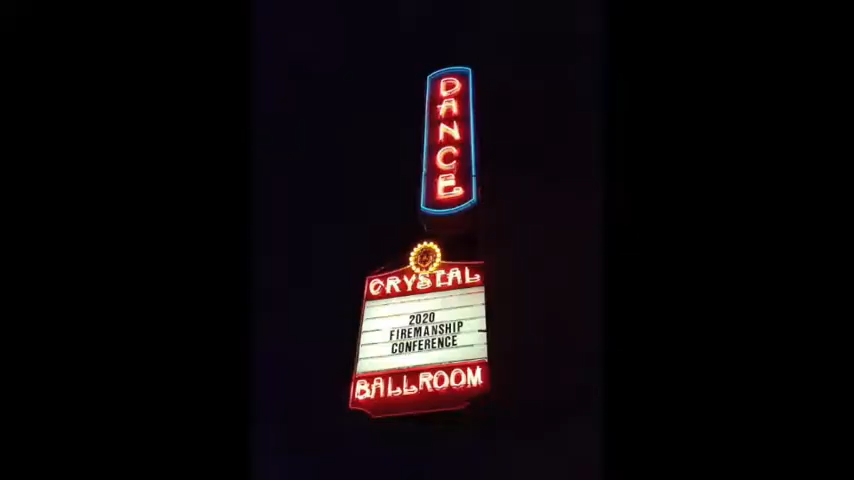 DANCE
CRYSTAL
2020
FIREMANSHIP
CONFERENCE
BALLROOM